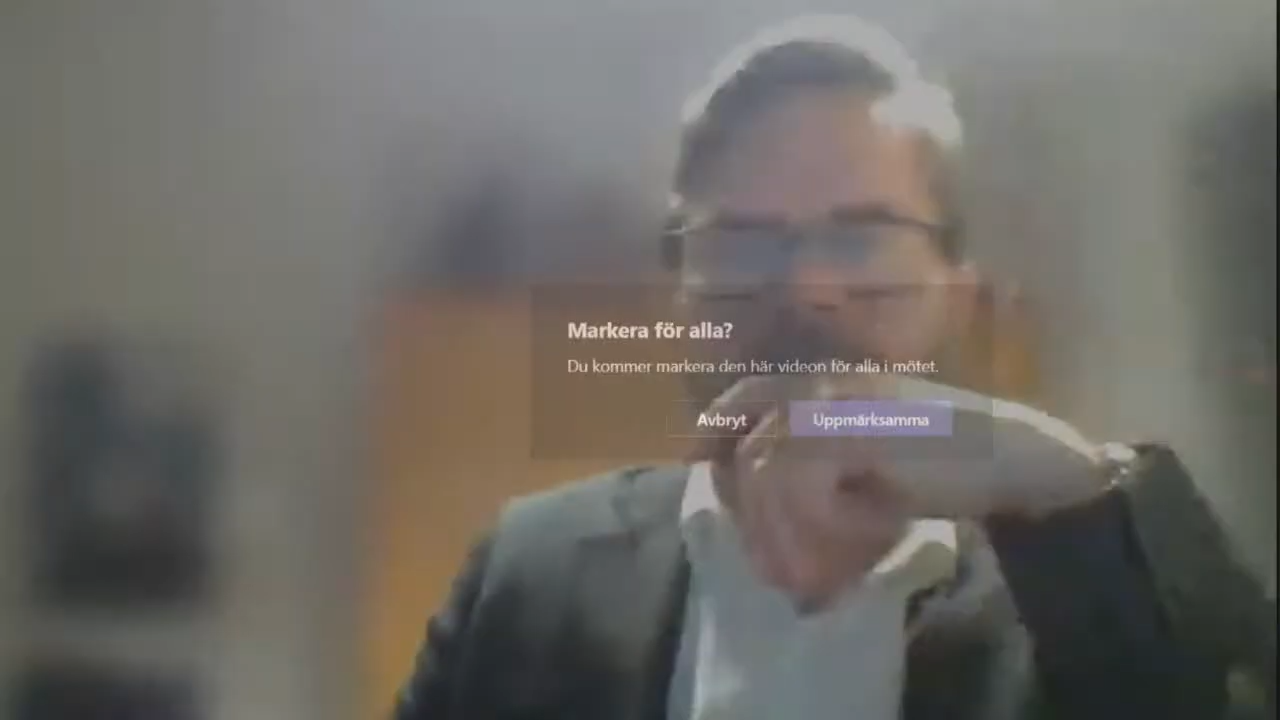 Markera för alla?
Du kommer markera den här videon för alla i mötet.
Avbryt
Uppmärksamma